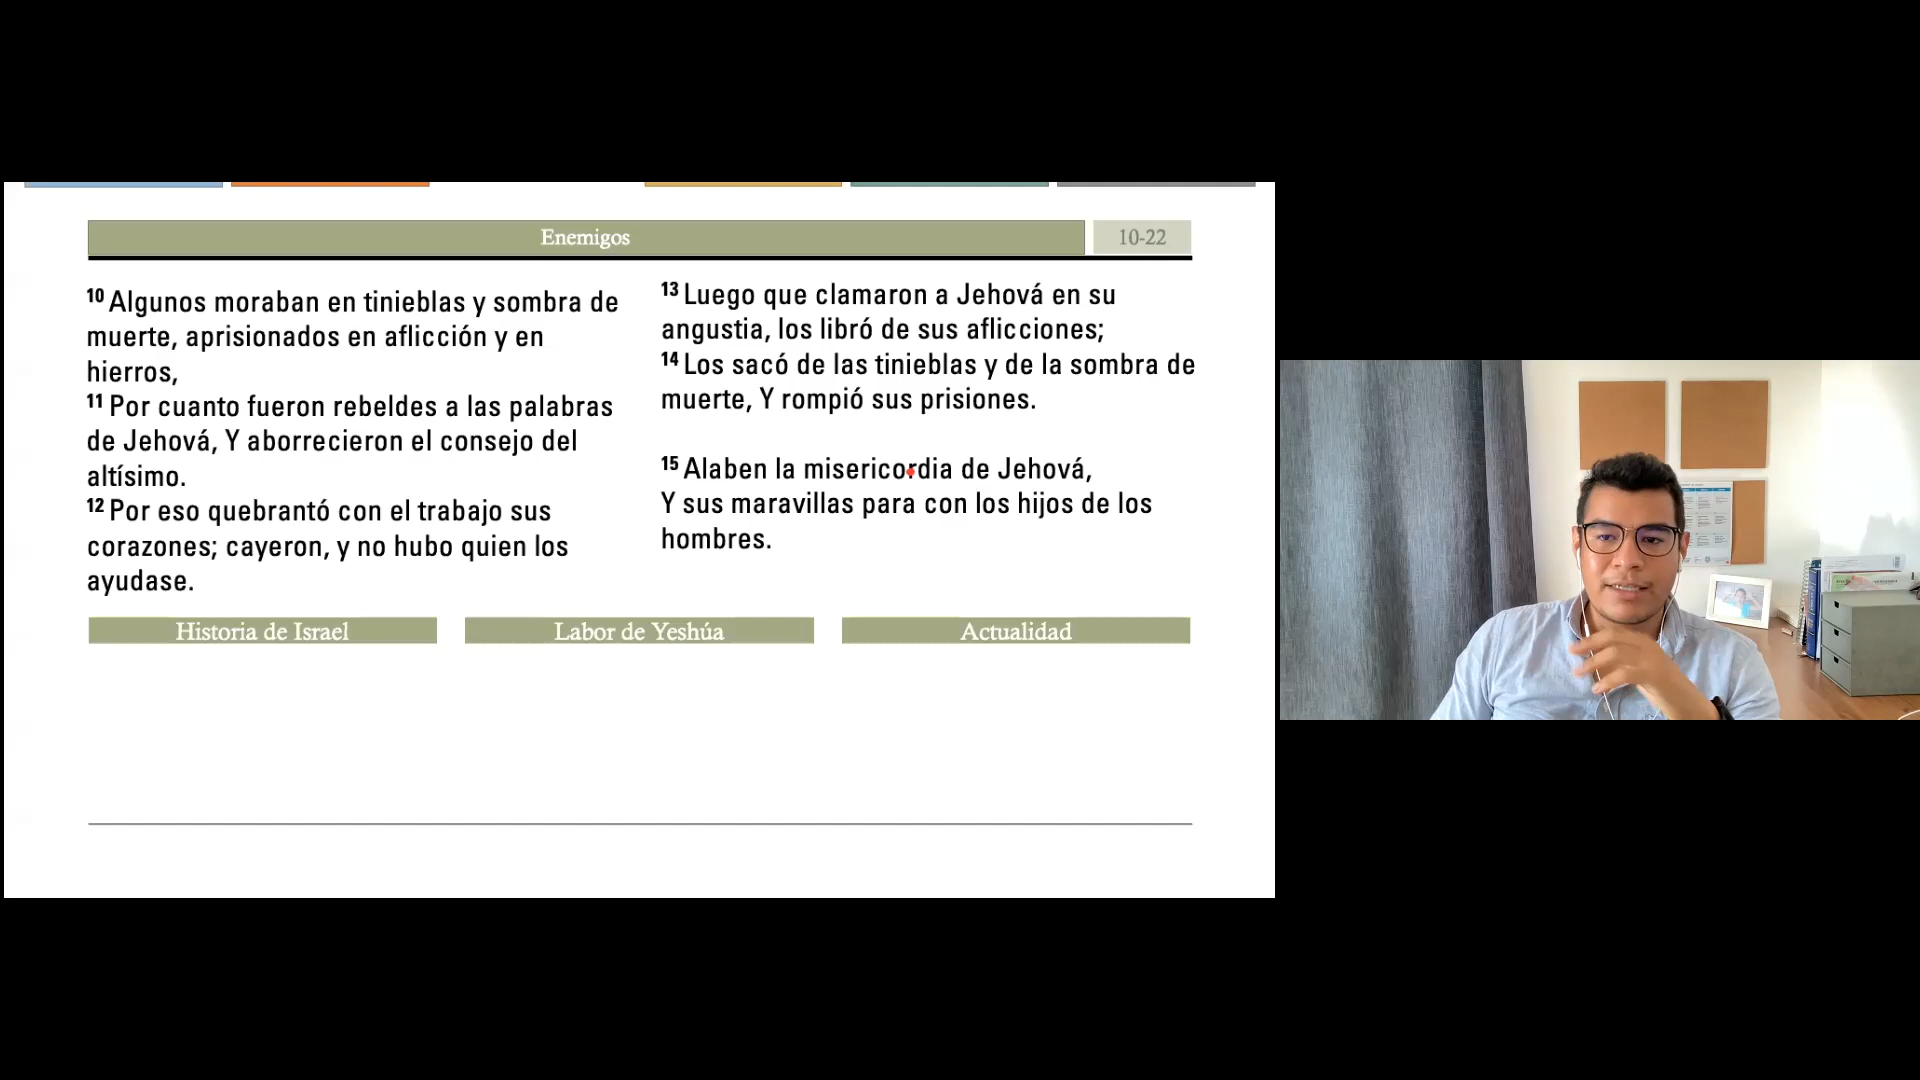 Enemigos
10-22
10 Algunos moraban en tinieblas y sombra de
muerte, aprisionados en aflicción y en
hierros,
11 Por cuanto fueron rebeldes a las palabras
de Jehová, Y aborrecieron el consejo del
altísimo.
12 Por eso quebrantó con el trabajo sus
corazones; cayeron, y no hubo quien los
ayudase.
13 Luego que clamaron a Jehová en su
angustia, los libró de sus aflicciones;
14 Los sacó de las tinieblas y de la sombra de
muerte, Y rompió sus prisiones.
15 Alaben la misericordia de Jehová,
Y sus maravillas para con los hijos de los
hombres.
Historia de Israel
Labor de Yeshúa
Actualidad